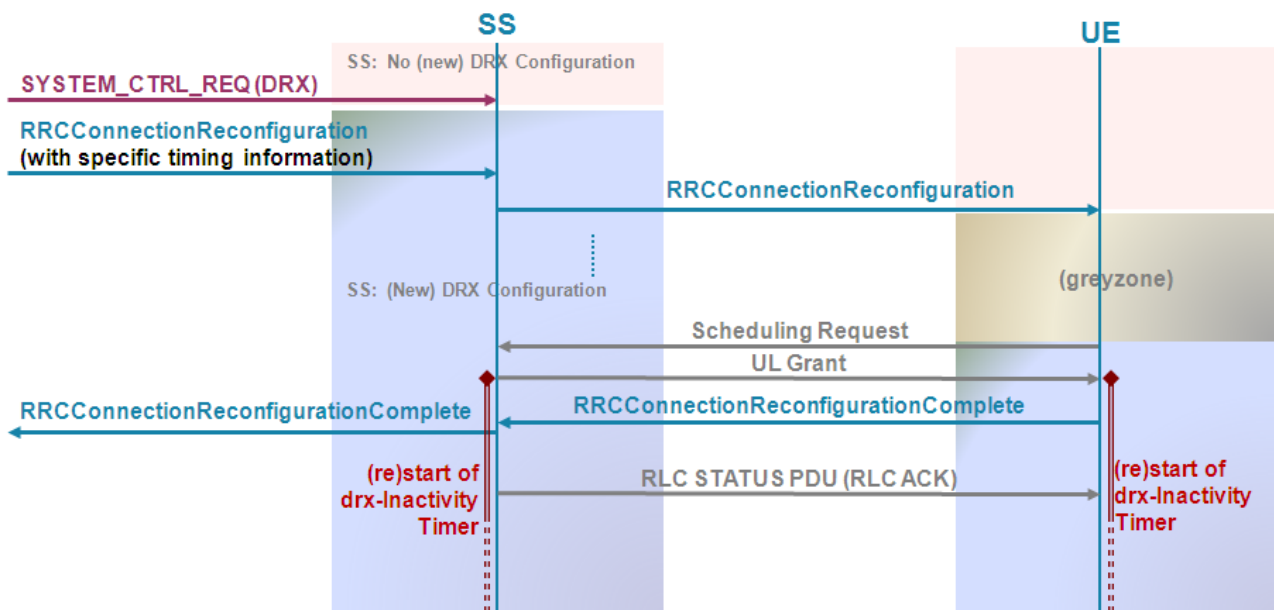 SS
UE
SS: No (new) DRX Configuration
SYSTEM_CTRL_REQ(DRX)
RRCConnectionReconfiguration
(with specific timing information)
RRCConnectionReconfiguration
SS: (New) DRX Configuration
(greyzone)
Scheduling Request
UL Grant
RRCConnectionReconfigurationComplete
RRCConnectionReconfigurationComplete
(re)start of
drx-Inactivity
Timer
RLC STATUS PDU (RLC ACK)
(re)start of
drx-Inactivity
Timer